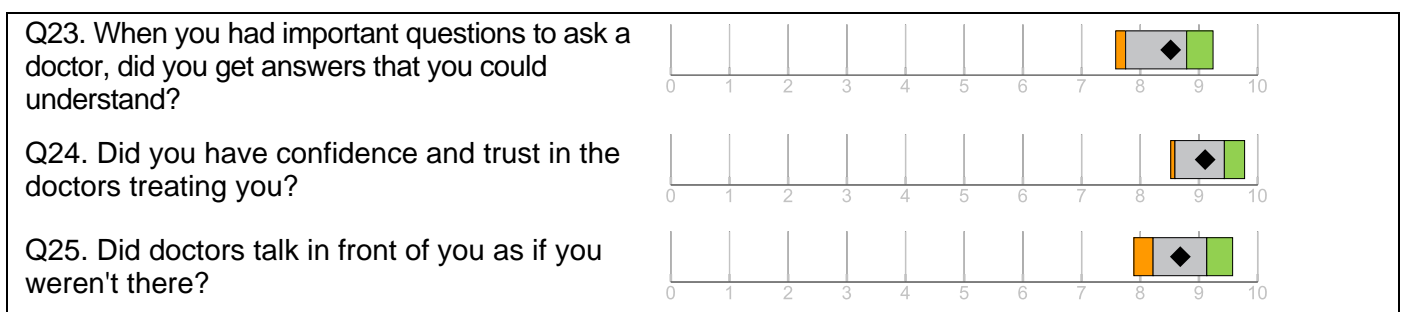 Q23. When you had important questions to ask a
doctor, did you get answers that you could
understand?
0 1 2 3 4 5 6 7 8 9 10
Q24. Did you have confidence and trust in the
doctors treating you?
0 1 2 3 4 5 6 7 8 9 10
Q25. Did doctors talk in front of you as if you
weren't there?
0 1 2 3 4 5 6 7 8 9 10